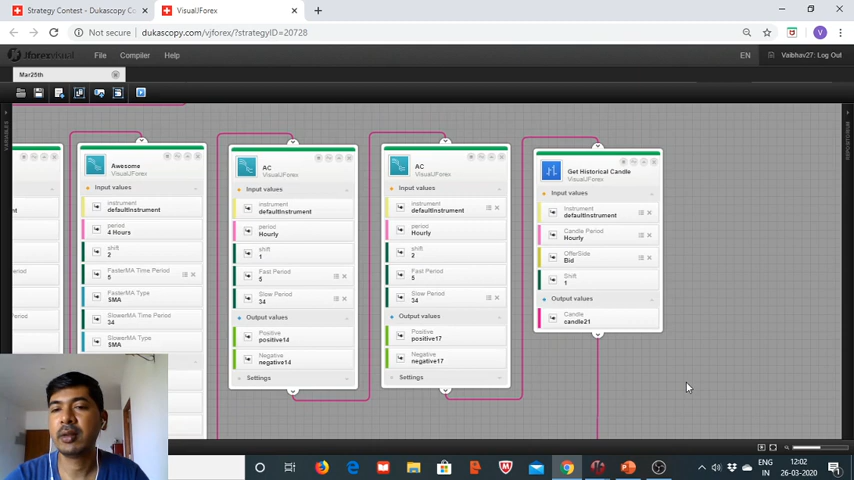 Strategy Contest - Dukascopy Co
VisualJForex
Not secure
dukascopy.com/vjforex/?strategyID=20728
jforexvisual
File
Compiler
Help
EN
Vaibhav27: Log Out
Mar25th
VARIABLES
REPOSITORIUM
Awesome
VisualJForex
Input values
instrument
defaultInstrument
period
4 Hours
shift
2
FasterMA Time Period
5
FasterMA Type
SMA
SlowerMA Time Period
34
SlowerMA Type
SMA
AC
VisualJForex
Input values
instrument
defaultInstrument
period
Hourly
shift
1
Fast Period
5
Slow Period
34
Output values
Positive
positive14
Negative
negative14
Settings
AC
VisualJForex
Input values
instrument
defaultInstrument
period
Hourly
shift
2
Fast Period
5
Slow Period
34
Output values
Positive
positive17
Negative
negative17
Settings
Get Historical Candle
VisualJForex
Input values
Instrument
defaultInstrument
Candle Period
Hourly
OfferSide
Bid
Shift
1
Output values
Candle
candle21
ENG
IN
12:02
26-03-2020